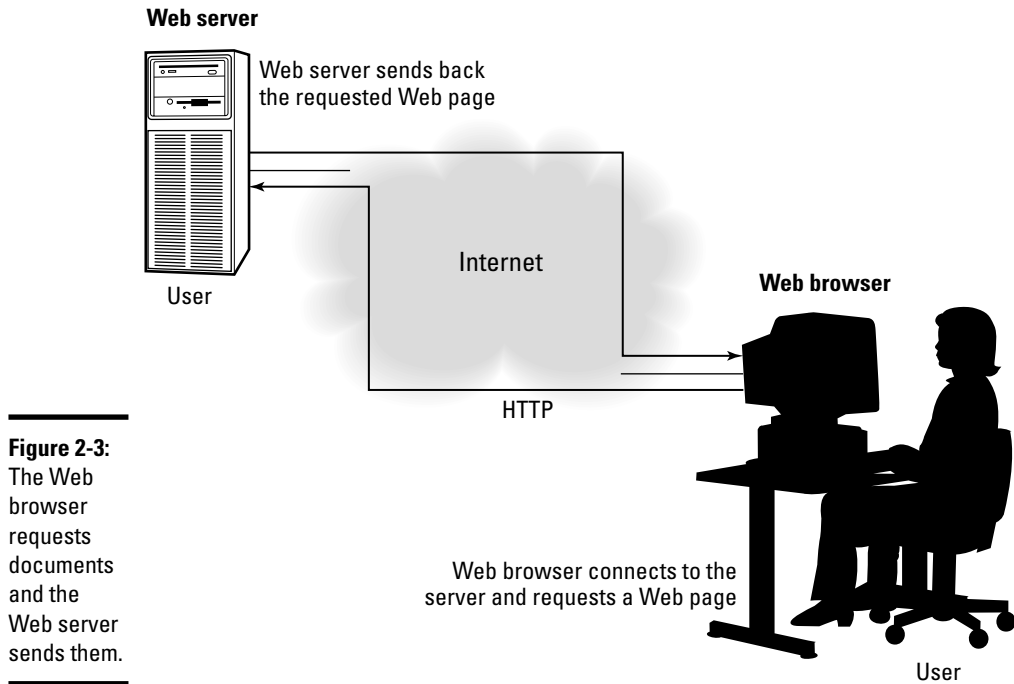 Web server
Web server sends back
the requested Web page
Internet
User
Web browser
HTTP
Figure 2-3:
The Web
browser
requests
documents
and the
Web server
sends them.
Web browser connects to the
server and requests a Web page
User